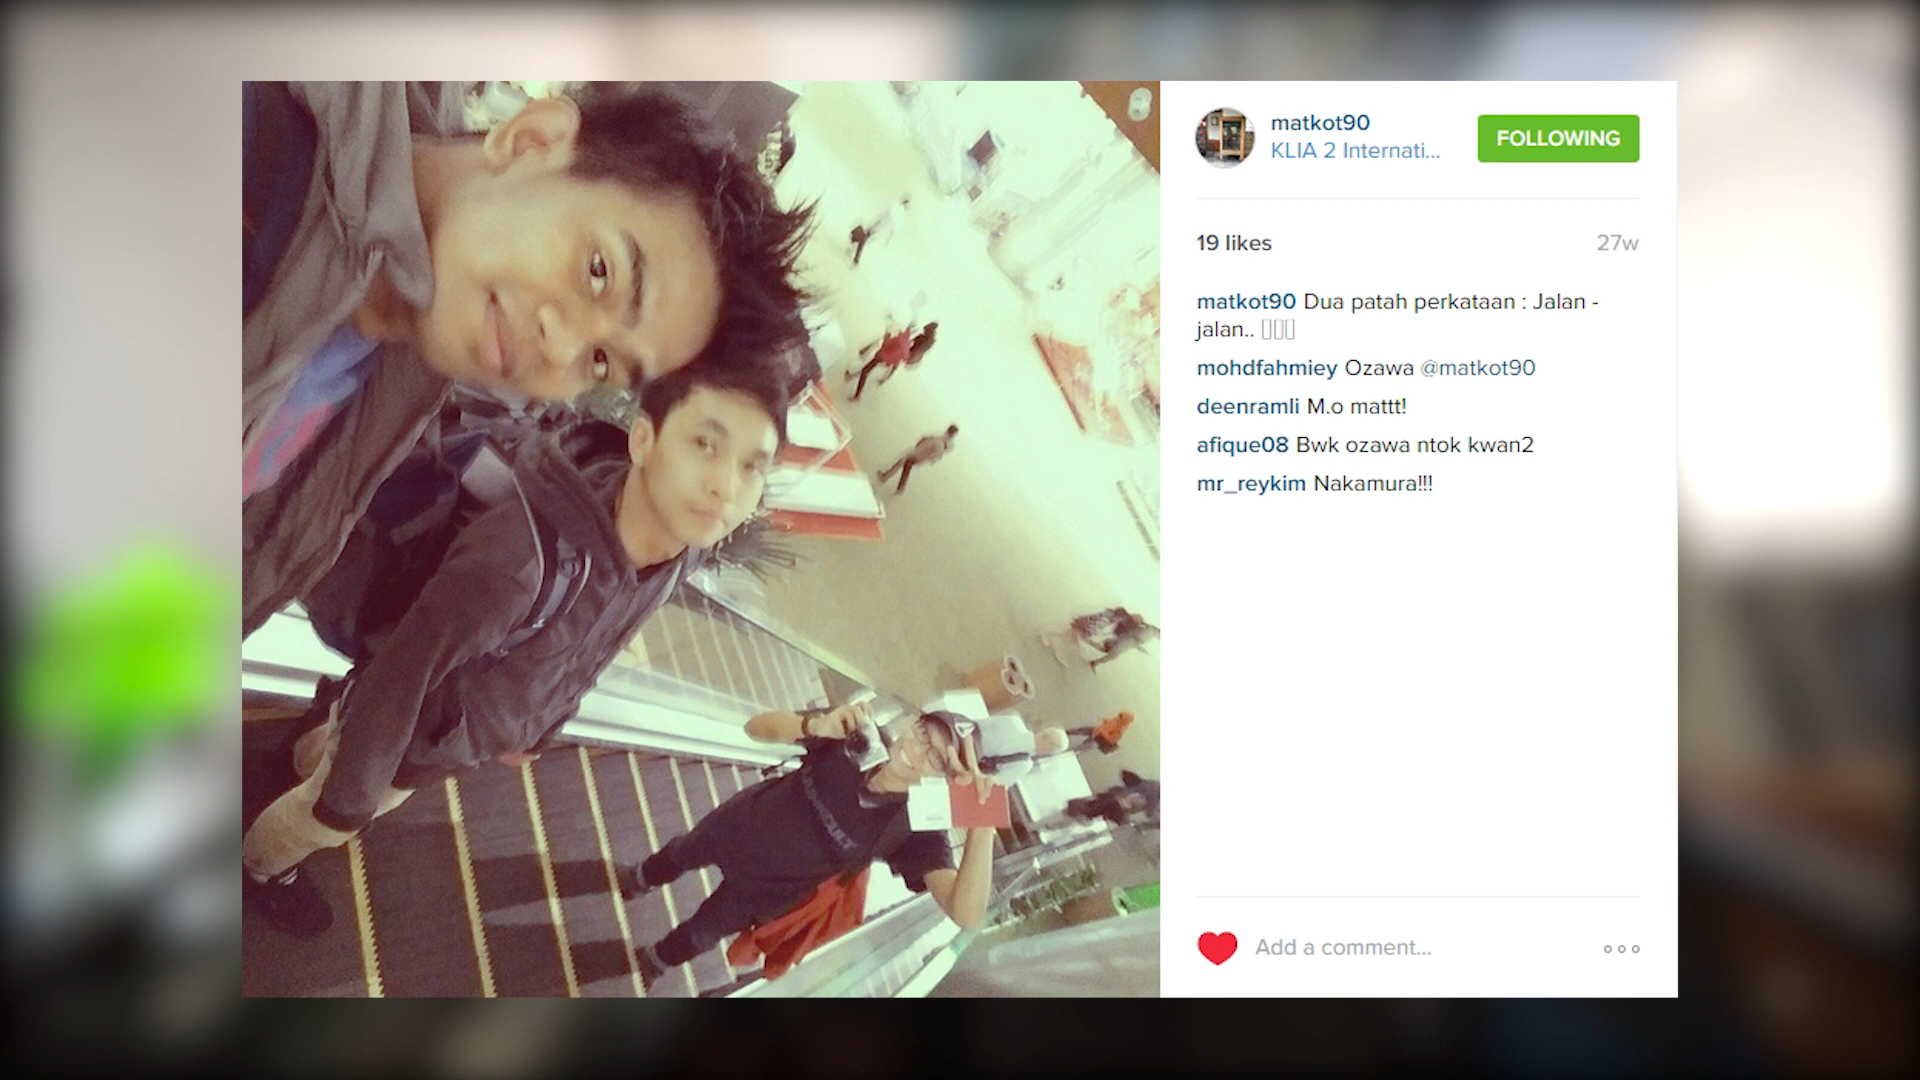 matkot90
KLIA 2 Internati...
FOLLOWING
19 likes
27w
matkot90 Dua patah perkataan : Jalan -
jalan..
mohdfahmiey Ozawa @matkot90
deenramli M.o mattt!
afique08 Bwk ozawa ntok kwan2
mr_reykim Nakamura!!!
Add a comment...